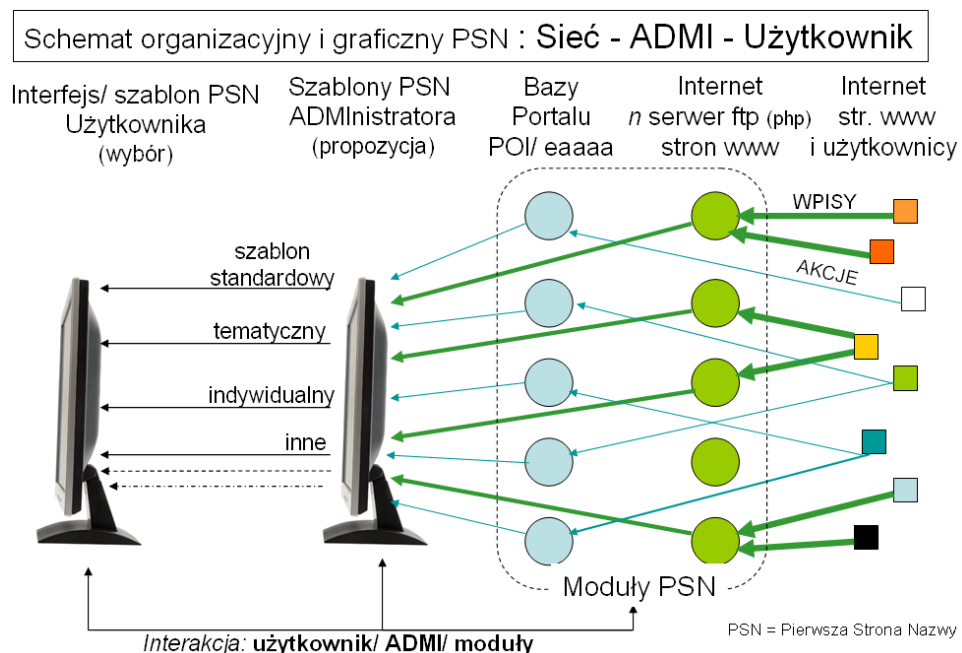 Schemat organizacyjny i graficzny PSN : Sieć - ADMI - Użytkownik
Interfejs/ szablon PSN
Użytkownika
(wybór)
Szablony PSN
ADMInistratora
(propozycja)
Bazy
Portalu
POI/ eaaaa
Internet
n serwer ftp (php)
stron www
Internet
str. www
i użytkownicy
WPISY
AKCJE
szablon
standardowy
tematyczny
indywidualny
inne
Moduły PSN
Interakcja: użytkownik/ ADMI/ moduły
PSN = Pierwsza Strona Nazwy